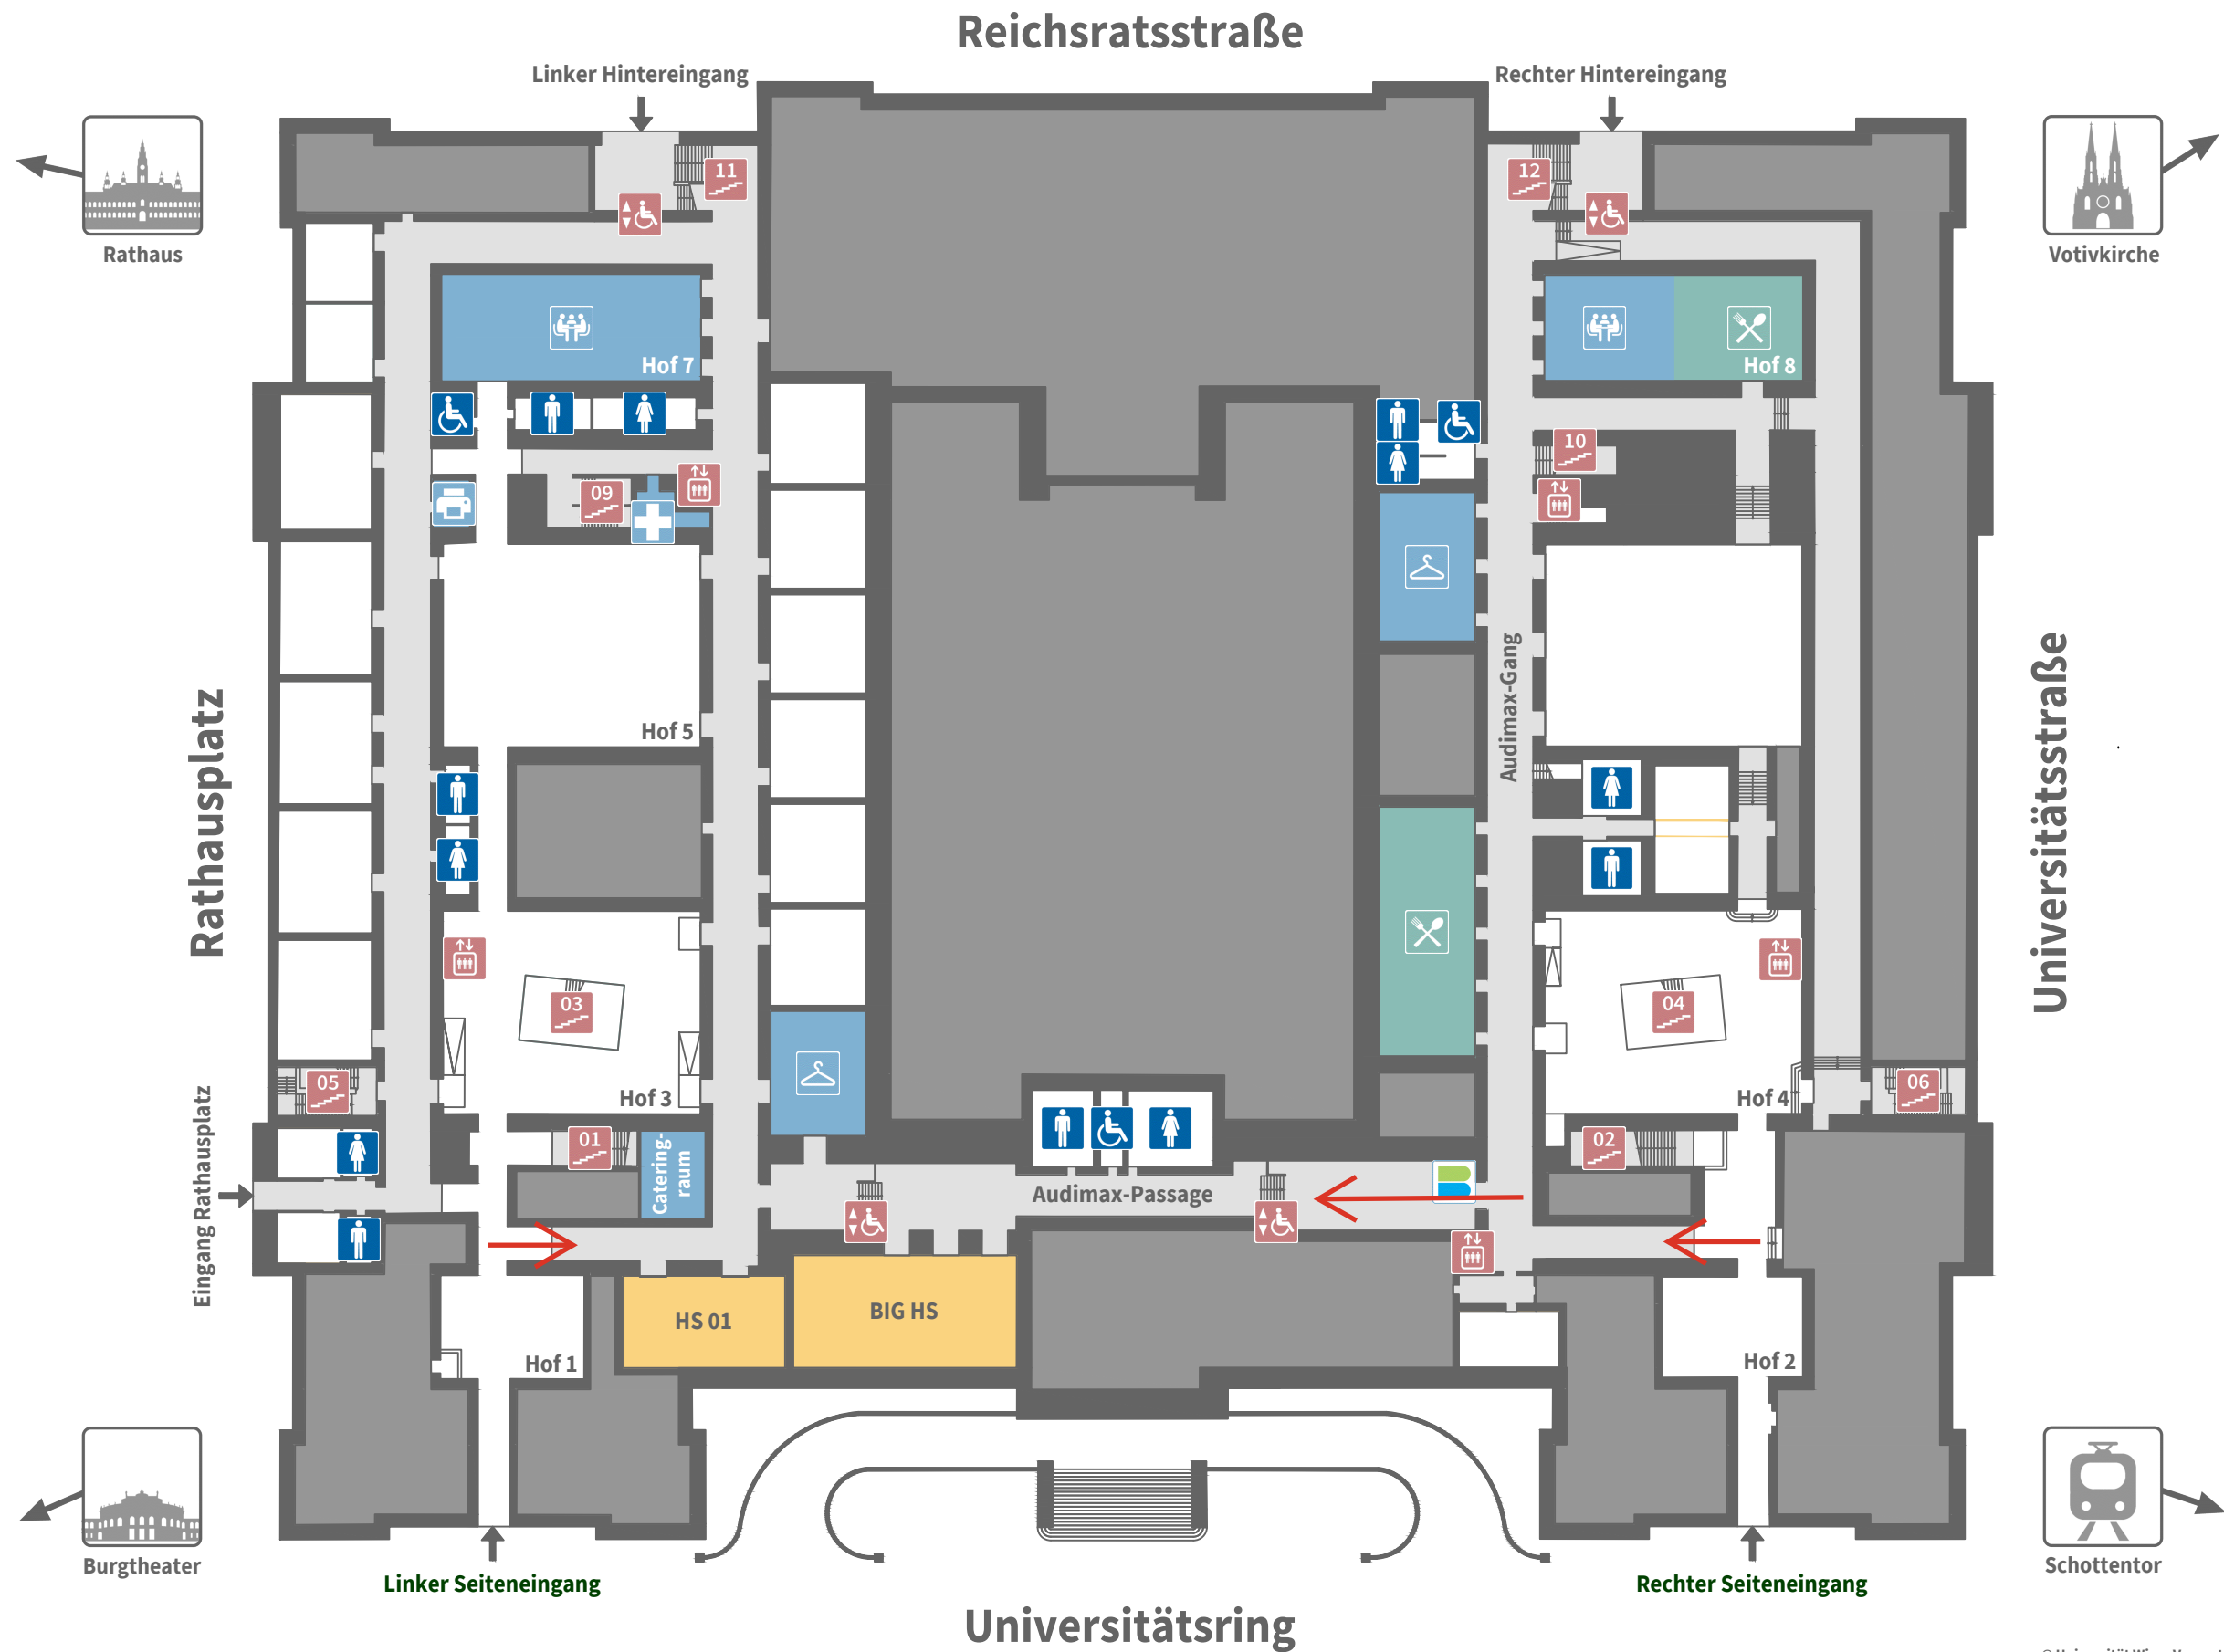 Reichsratsstraße
Linker Hintereingang
Rechter Hintereingang
Rathaus
Votivkirche
11
12
Hof 7
Hof 8
10
09
Rathausplatz
Universitätsstraße
Audimax-Gang
Hof 5
03
04
Hof 3
Hof 4
05
06
Eingang Rathausplatz
01
02
Catering-
raum
Audimax-Passage
HS 01
BIG HS
Hof 1
Hof 2
Burgtheater
Schottentor
Linker Seiteneingang
Rechter Seiteneingang
Universitätsring